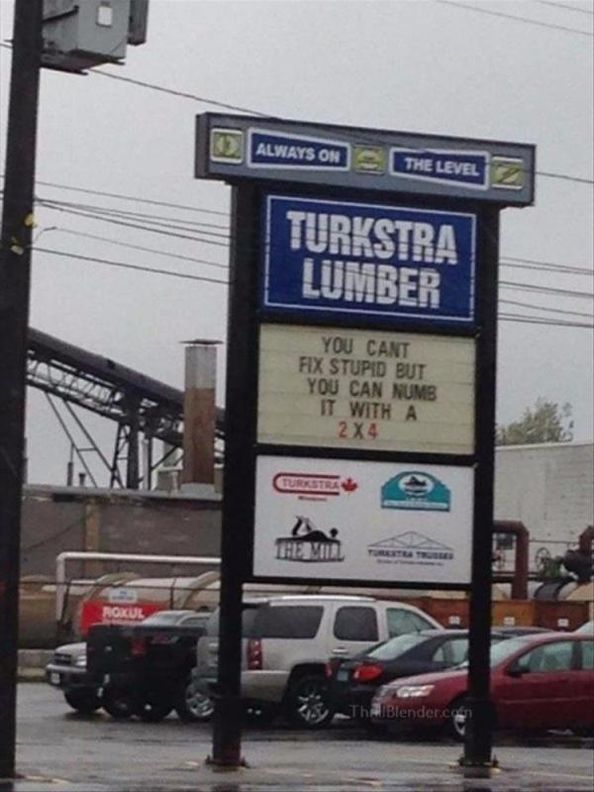 ALWAYS ON THE LEVEL
TURKSTRA
LUMBER
YOU CANT
FIX STUPID BUT
YOU CAN NUMB
IT WITH A
2X4
TURKSTRA
THE MILL
TURKSTRA TRUSSES
ROXUL
ThrillBlender.com